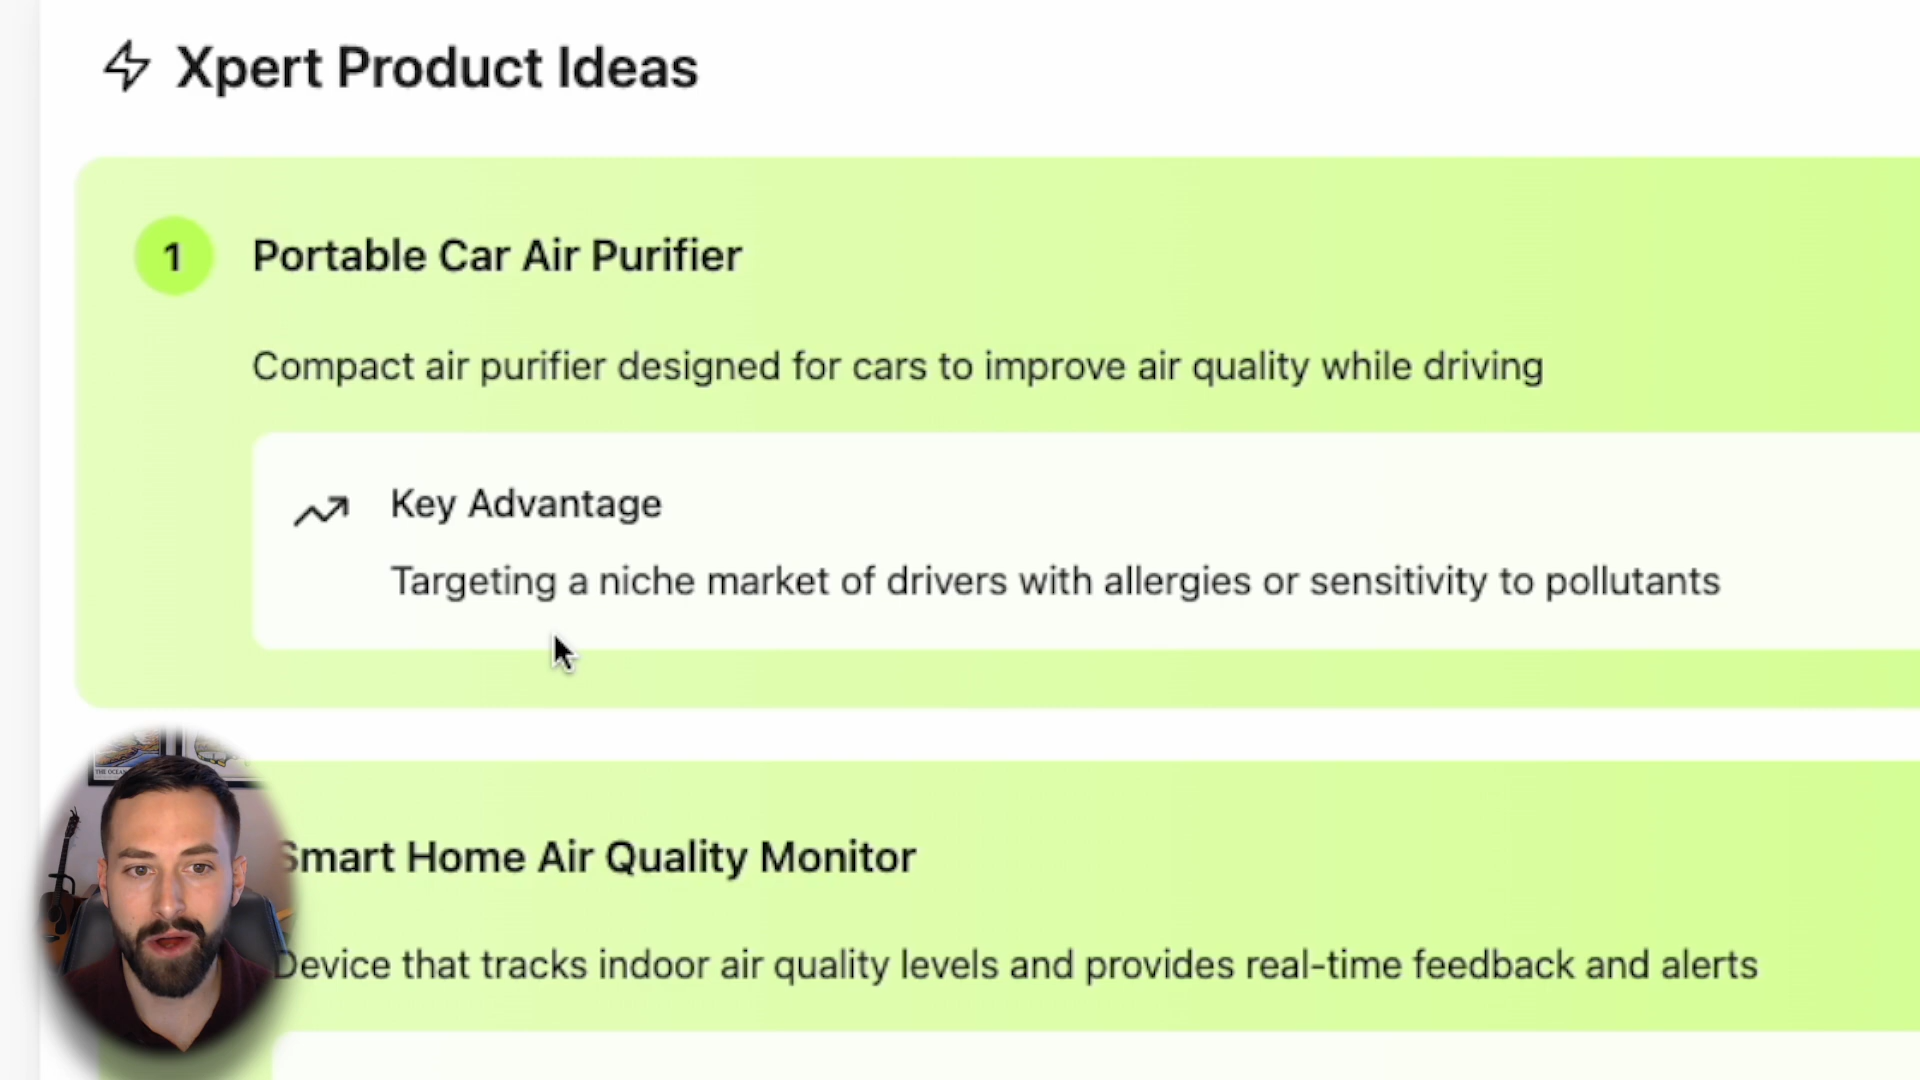 Xpert Product Ideas
1
Portable Car Air Purifier
Compact air purifier designed for cars to improve air quality while driving
Key Advantage
Targeting a niche market of drivers with allergies or sensitivity to pollutants
THE OCEAN
Smart Home Air Quality Monitor
Device that tracks indoor air quality levels and provides real-time feedback and alerts